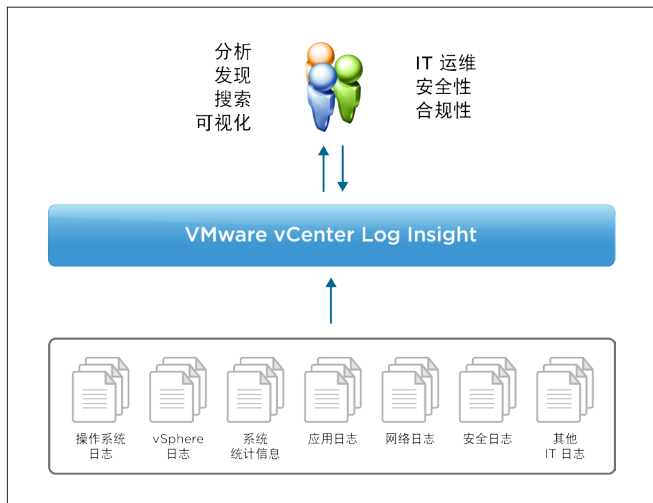 分析
发现
搜索
可视化
IT 运维
安全性
合规性
VMware vCenter Log Insight
操作系统
日志
vSphere
日志
系统
统计信息
应用日志
网络日志
安全日志
其他
IT 日志